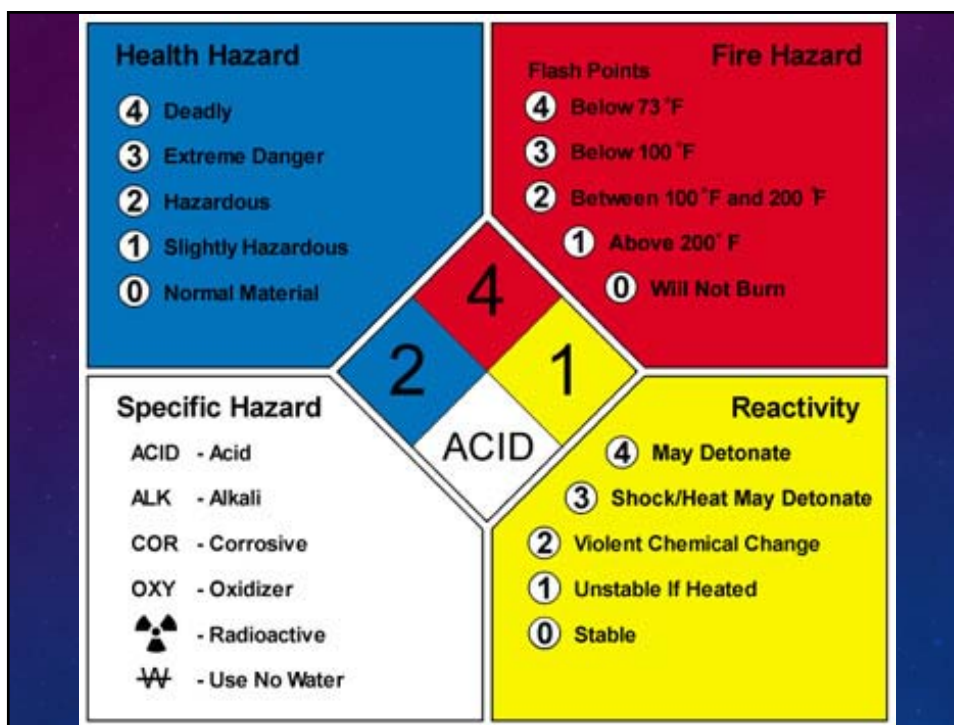 Health Hazard
4 Deadly
3 Extreme Danger
2 Hazardous
1 Slightly Hazardous
0 Normal Material
Fire Hazard
Flash Points
4 Below 73°F
3 Below 100°F
2 Between 100°F and 200°F
1 Above 200°F
0 Will Not Burn
4
2
1
ACID
Specific Hazard
ACID - Acid
ALK - Alkali
COR - Corrosive
OXY - Oxidizer
- Radioactive
W - Use No Water
Reactivity
4 May Detonate
3 Shock/Heat May Detonate
2 Violent Chemical Change
1 Unstable If Heated
0 Stable